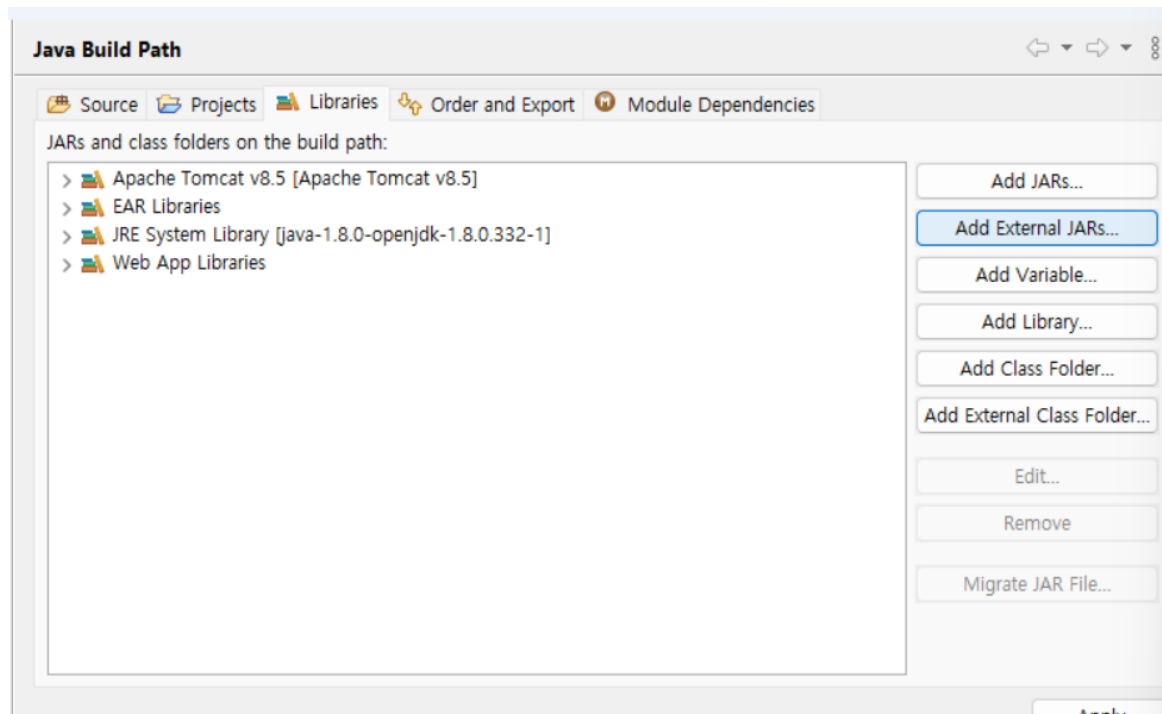 Java Build Path
Source Projects Libraries Order and Export Module Dependencies
JARs and class folders on the build path:
Apache Tomcat v8.5 [Apache Tomcat v8.5]
EAR Libraries
JRE System Library [java-1.8.0-openjdk-1.8.0.332-1]
Web App Libraries
Add JARs...
Add External JARs...
Add Variable...
Add Library...
Add Class Folder...
Add External Class Folder...
Edit...
Remove
Migrate JAR File...